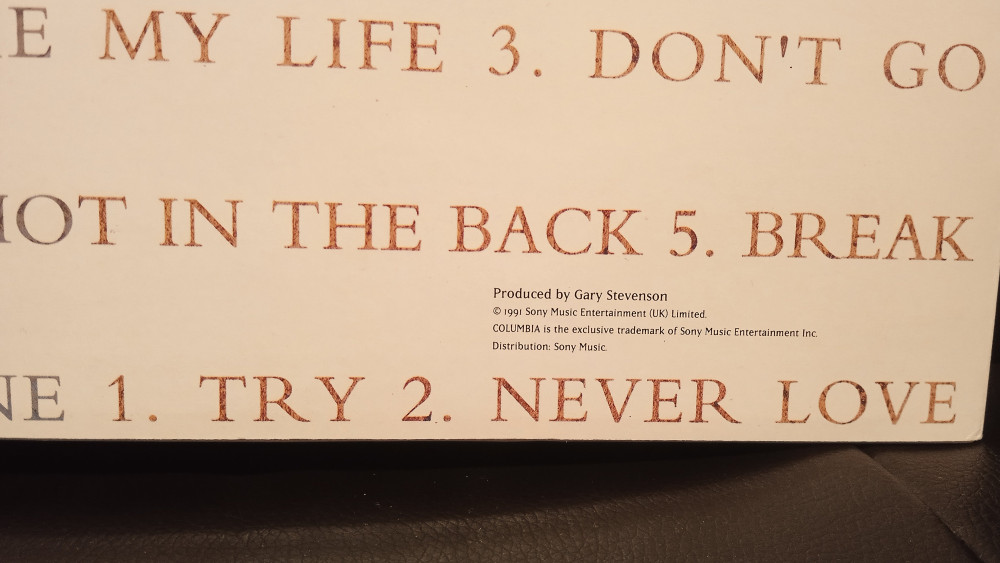 E MY LIFE 3. DON'T GO
OT IN THE BACK 5. BREAK
Produced by Gary Stevenson
© 1991 Sony Music Entertainment (UK) Limited.
COLUMBIA is the exclusive trademark of Sony Music Entertainment Inc.
Distribution: Sony Music.
NE 1. TRY 2. NEVER LOVE